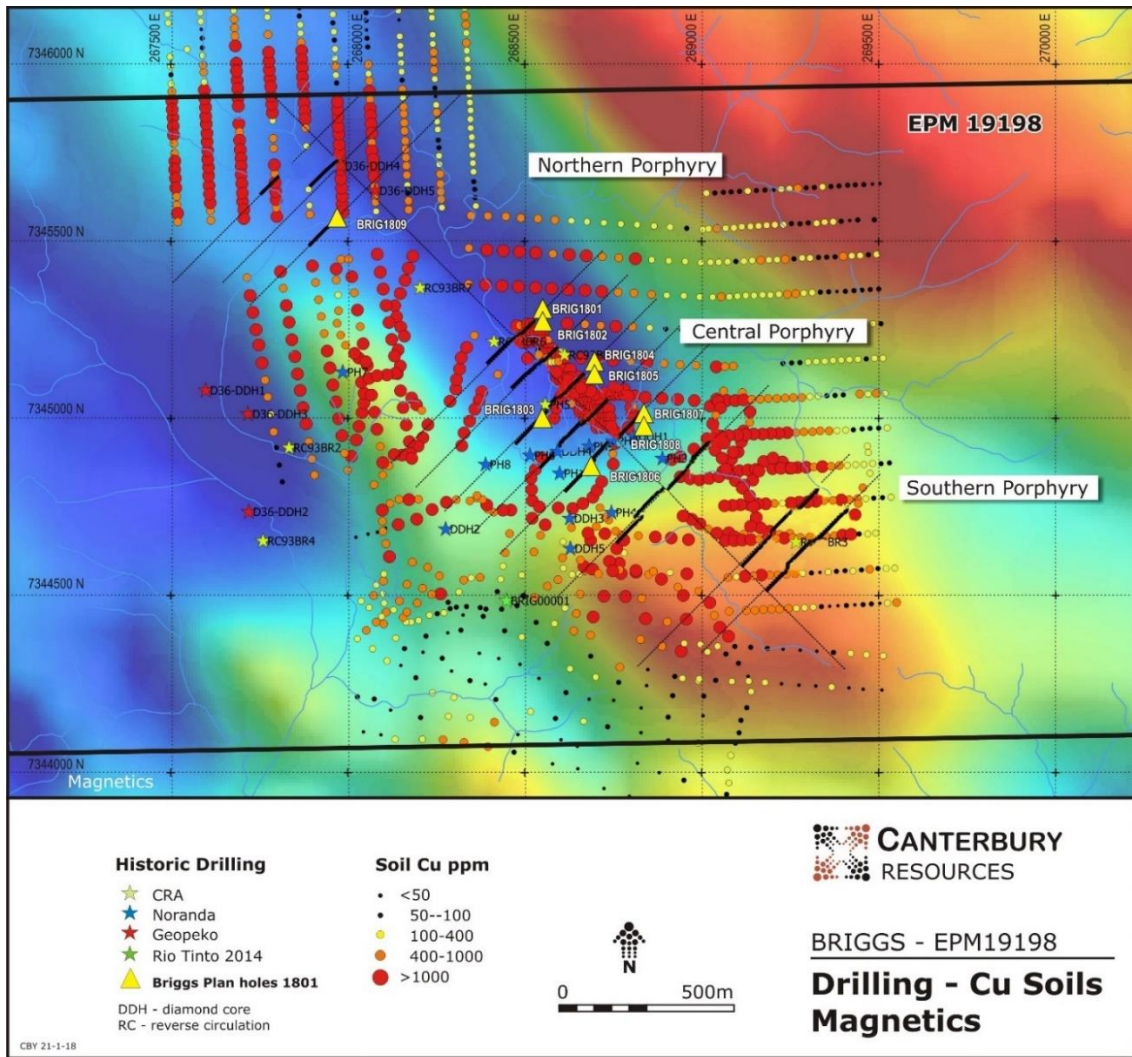 267500 E
268000 E
268500 E
269000 E
269500 E
270000 E
7346000 N
EPM 19198
Northern Porphyry
D36-DDH4
D36-DDH5
BRIG1809
7345500 N
RC93BR7
BRIG1801
BRIG1802
Central Porphyry
BRIG1804
BRIG1805
PH7
D36-DDH1
D36-DDH3
BRIG1803
PH5
BRIG1807
7345000 N
RC93BR2
BRIG1808
PH8
PH3
BRIG1806
Southern Porphyry
D36-DDH2
DDH3
PH4
DDH2
RC93BR4
DDH5
7344500 N
BRIG00001
7344000 N
Magnetics
Historic Drilling
CRA
Noranda
Geopeko
Rio Tinto 2014
Briggs Plan holes 1801
DDH - diamond core
RC - reverse circulation
CBY 21-1-18
Soil Cu ppm
<50
50--100
100-400
400-1000
>1000
N
0 500m
CANTERBURY
RESOURCES
BRIGGS - EPM19198
Drilling - Cu Soils
Magnetics